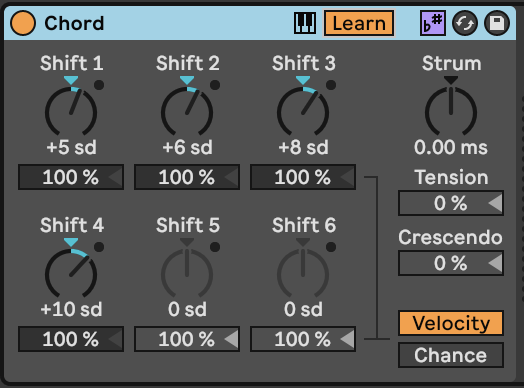 Chord Learn b#
Shift 1 Shift 2 Shift 3 Strum
+5 sd +6 sd +8 sd 0.00 ms
100 % 100 % 100 % Tension
0 %
Shift 4 Shift 5 Shift 6 Crescendo
0 %
+10 sd 0 sd 0 sd Velocity
100 % 100 % 100 % Chance